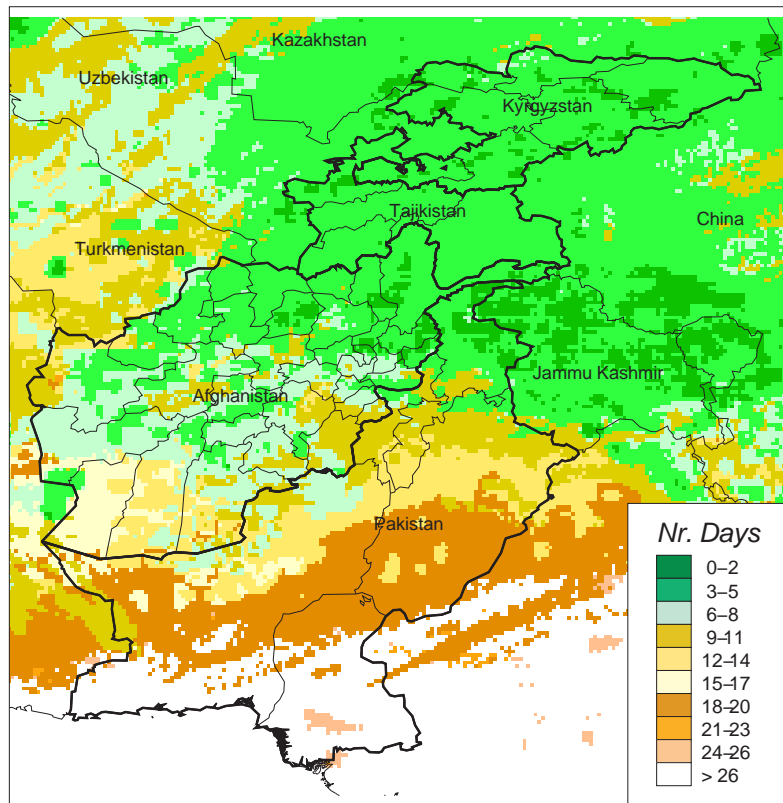 Kazakhstan
Uzbekistan
Kyrgyzstan
Tajikistan
China
Turkmenistan
Jammu Kashmir
Afghanistan
Pakistan
Nr. Days
0–2
3–5
6–8
9–11
12–14
15–17
18–20
21–23
24–26
> 26